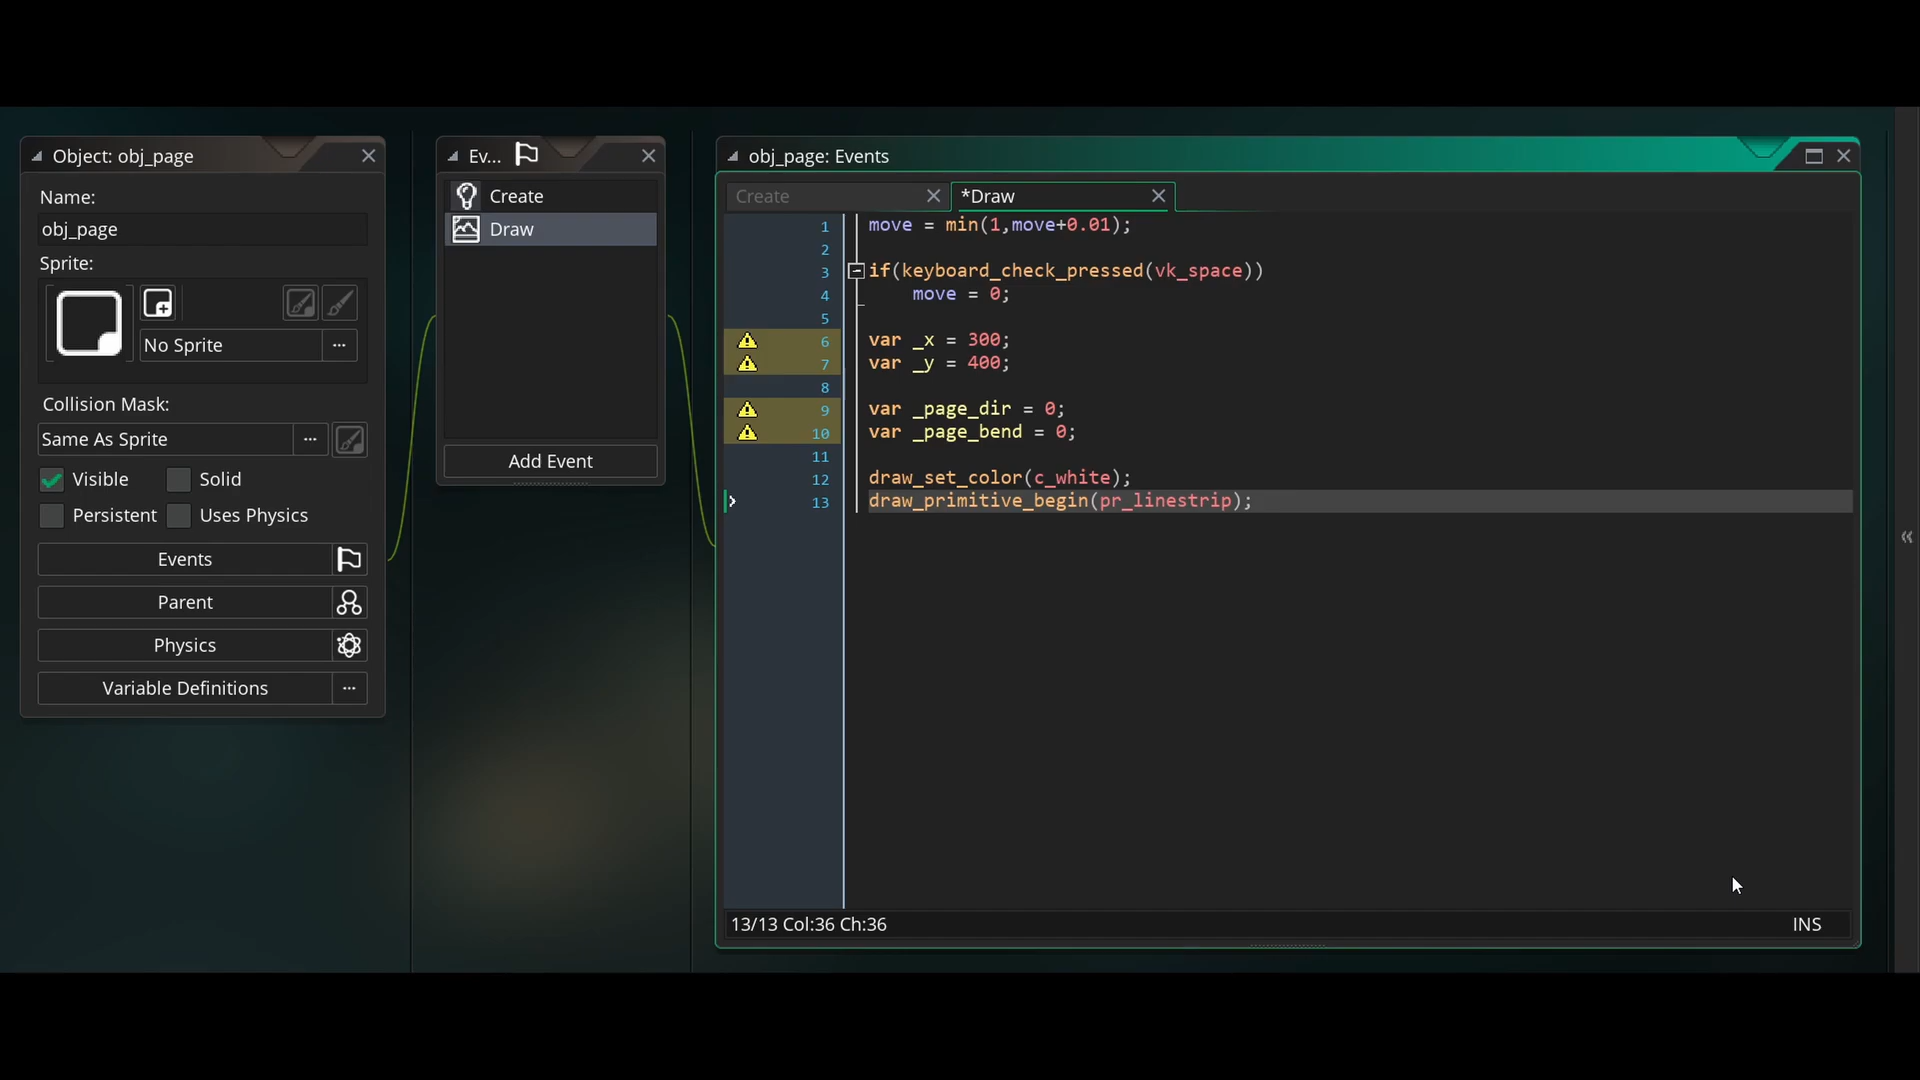 Object: obj_page
Name:
obj_page
Sprite:
No Sprite
...
Collision Mask:
Same As Sprite
...
Visible
Solid
Persistent
Uses Physics
Events
Parent
Physics
Variable Definitions
...
Ev...
Create
Draw
Add Event
obj_page: Events
Create
*Draw
1 move = min(1,move+0.01);
2
3 if(keyboard_check_pressed(vk_space))
4 move = 0;
5
6 var _x = 300;
7 var _y = 400;
8
9 var _page_dir = 0;
10 var _page_bend = 0;
11
12 draw_set_color(c_white);
13 draw_primitive_begin(pr_linestrip);
13/13 Col:36 Ch:36
INS